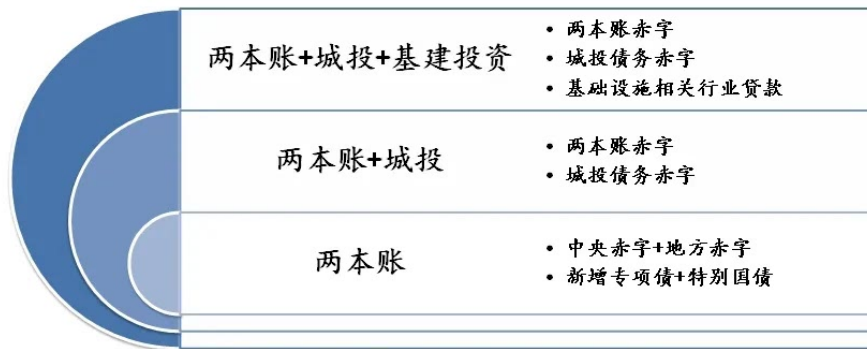 两本账+城投+基建投资
• 两本账赤字
• 城投债务赤字
• 基础设施相关行业贷款
两本账+城投
• 两本账赤字
• 城投债务赤字
两本账
• 中央赤字+地方赤字
• 新增专项债+特别国债